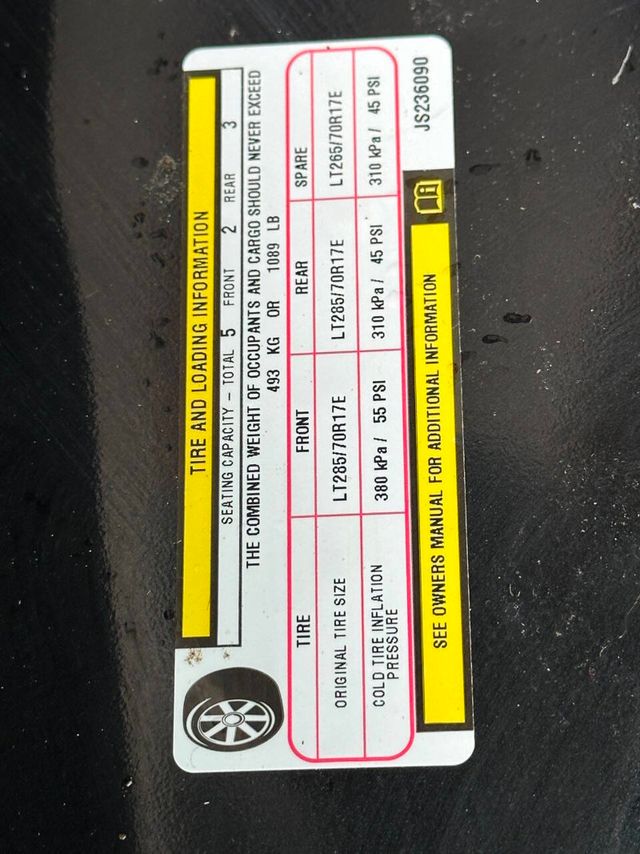 TIRE AND LOADING INFORMATION
SEATING CAPACITY – TOTAL 5 FRONT 2 REAR 3
THE COMBINED WEIGHT OF OCCUPANTS AND CARGO SHOULD NEVER EXCEED
493 KG OR 1089 LB
TIRE FRONT REAR SPARE
ORIGINAL TIRE SIZE LT285/70R17E LT285/70R17E LT265/70R17E
COLD TIRE INFLATION
PRESSURE 380 kPa / 55 PSI 310 kPa / 45 PSI 310 kPa / 45 PSI
SEE OWNERS MANUAL FOR ADDITIONAL INFORMATION
JS236090